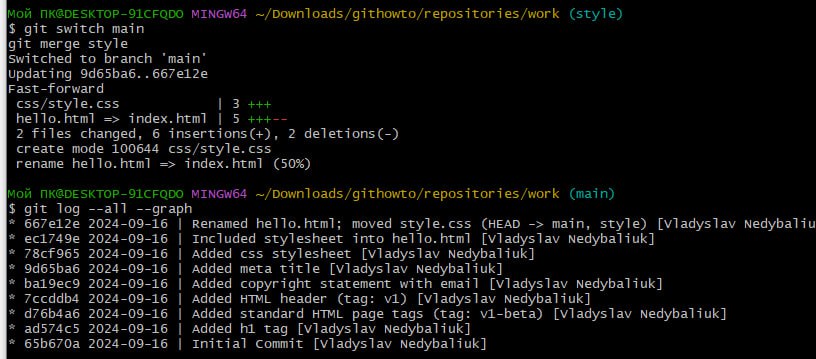 Мой ПК@DESKTOP-91CFQDO MINGW64 ~/Downloads/githowto/repositories/work (style)
$ git switch main
git merge style
Switched to branch 'main'
Updating 9d65ba6..667e12e
Fast-forward
 css/style.css            | 3 +++
 hello.html => index.html | 5 +++--
 2 files changed, 6 insertions(+), 2 deletions(-)
 create mode 100644 css/style.css
 rename hello.html => index.html (50%)

Мой ПК@DESKTOP-91CFQDO MINGW64 ~/Downloads/githowto/repositories/work (main)
$ git log --all --graph
* 667e12e 2024-09-16 | Renamed hello.html; moved style.css (HEAD -> main, style) [Vladyslav Nedybaliu
* ec1749e 2024-09-16 | Included stylesheet into hello.html [Vladyslav Nedybaliuk]
* 78cf965 2024-09-16 | Added css stylesheet [Vladyslav Nedybaliuk]
* 9d65ba6 2024-09-16 | Added meta title [Vladyslav Nedybaliuk]
* ba19ec9 2024-09-16 | Added copyright statement with email [Vladyslav Nedybaliuk]
* 7ccddb4 2024-09-16 | Added HTML header (tag: v1) [Vladyslav Nedybaliuk]
* d76b4a6 2024-09-16 | Added standard HTML page tags (tag: v1-beta) [Vladyslav Nedybaliuk]
* ad574c5 2024-09-16 | Added h1 tag [Vladyslav Nedybaliuk]
* 65b670a 2024-09-16 | Initial Commit [Vladyslav Nedybaliuk]